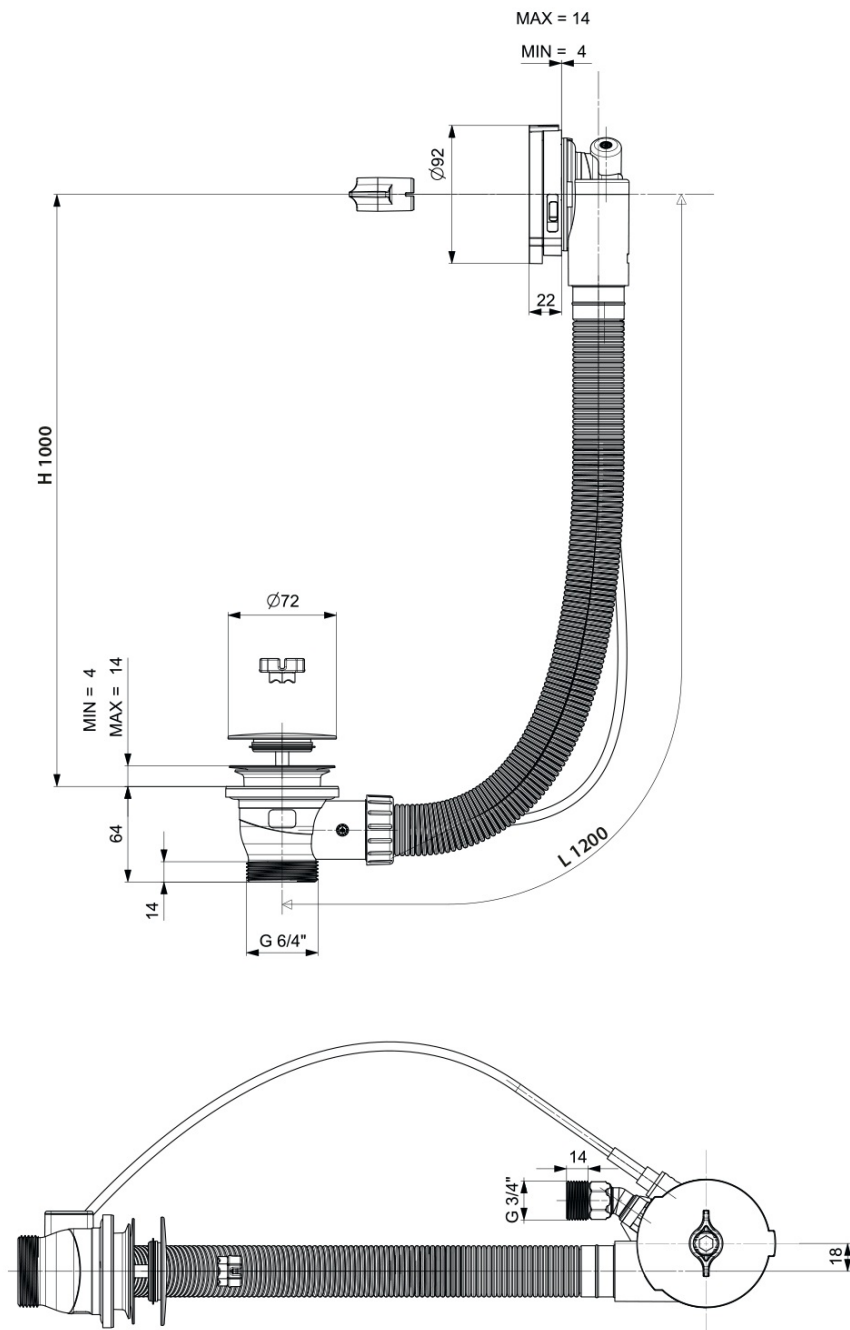 MAX = 14
MIN = 4
Ø92
22
H 1000
Ø72
MIN = 4
MAX = 14
64
14
L 1200
G 6/4"
14
G 3/4"
18